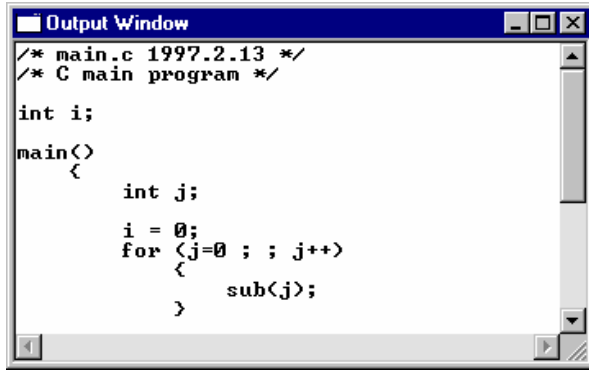 Output Window
/* main.c 1997.2.13 */
/* C main program */
int i;
main()
{
int j;
i = 0;
for (j=0 ; ; j++)
{
sub(j);
}